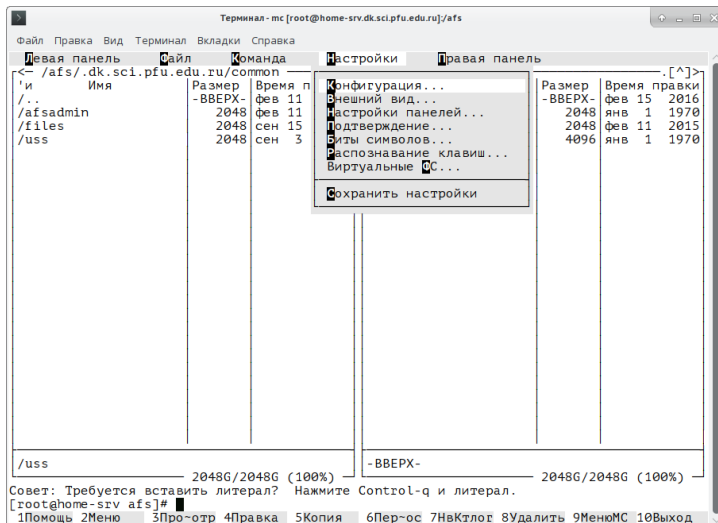 Терминал - mc [root@home-srv.dk.sci.pfu.edu.ru]:/afs
Файл Правка Вид Терминал Вкладки Справка
Левая панель Файл Команда Настройки Правая панель
<— /afs/.dk.sci.pfu.edu.ru/common .[^]>
'и Имя Размер Время п Размер Время правки
/.. -ВВЕРХ- фев 11 -ВВЕРХ- фев 15 2016
/afsadmin 2048 фев 11 2048 янв 1 1970
/files 2048 сен 15 2048 фев 11 2015
/uss 2048 сен 3 4096 янв 1 1970
Конфигурация...
Внешний вид...
Настройки панелей...
Подтверждение...
Биты символов...
Распознавание клавиш...
Виртуальные ФС...
Сохранить настройки
/uss -ВВЕРХ-
2048G/2048G (100%) 2048G/2048G (100%)
Совет: Требуется вставить литерал? Нажмите Control-q и литерал.
[root@home-srv afs]#
1Помощь 2Меню 3Про~отр 4Правка 5Копия 6Пер~ос 7НвКтлог 8Удалить 9МенюМС 10Выход